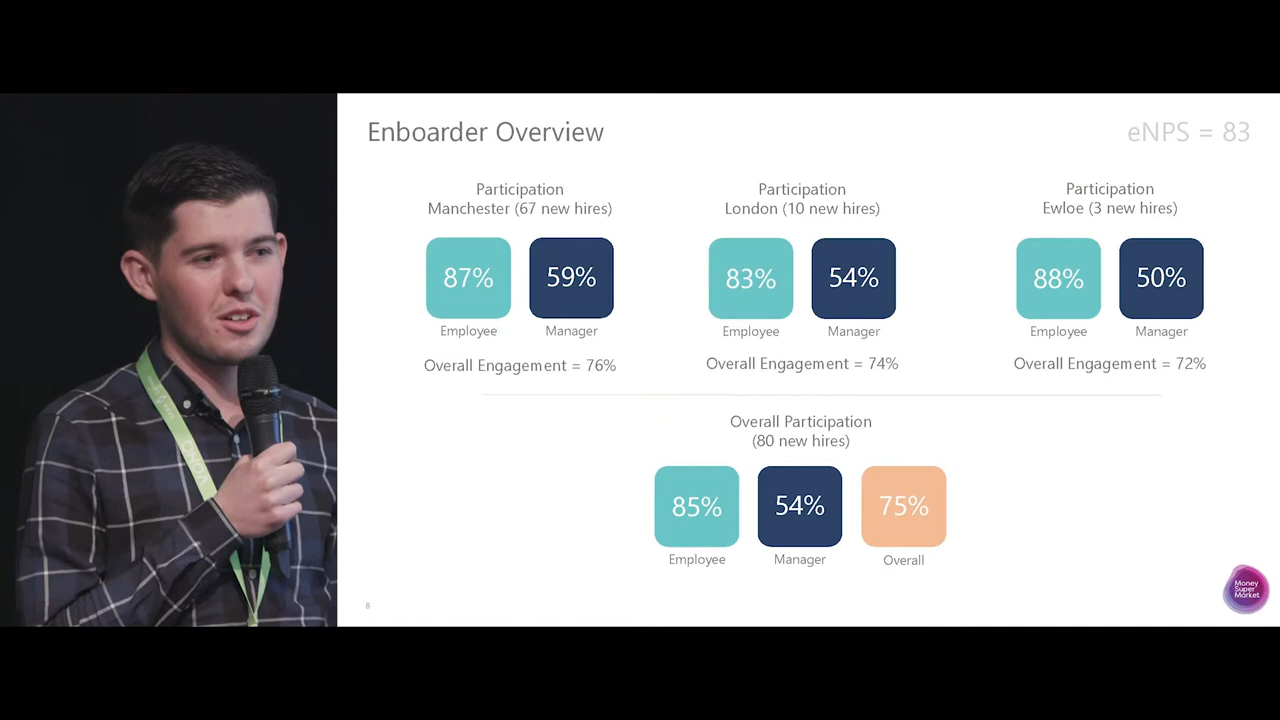 Enboarder Overview
eNPS = 83
Participation
Manchester (67 new hires)
87%
59%
Employee
Manager
Overall Engagement = 76%
Participation
London (10 new hires)
83%
54%
Employee
Manager
Overall Engagement = 74%
Participation
Ewloe (3 new hires)
88%
50%
Employee
Manager
Overall Engagement = 72%
Overall Participation
(80 new hires)
85%
54%
75%
Employee
Manager
Overall
8
Money
Super
Market